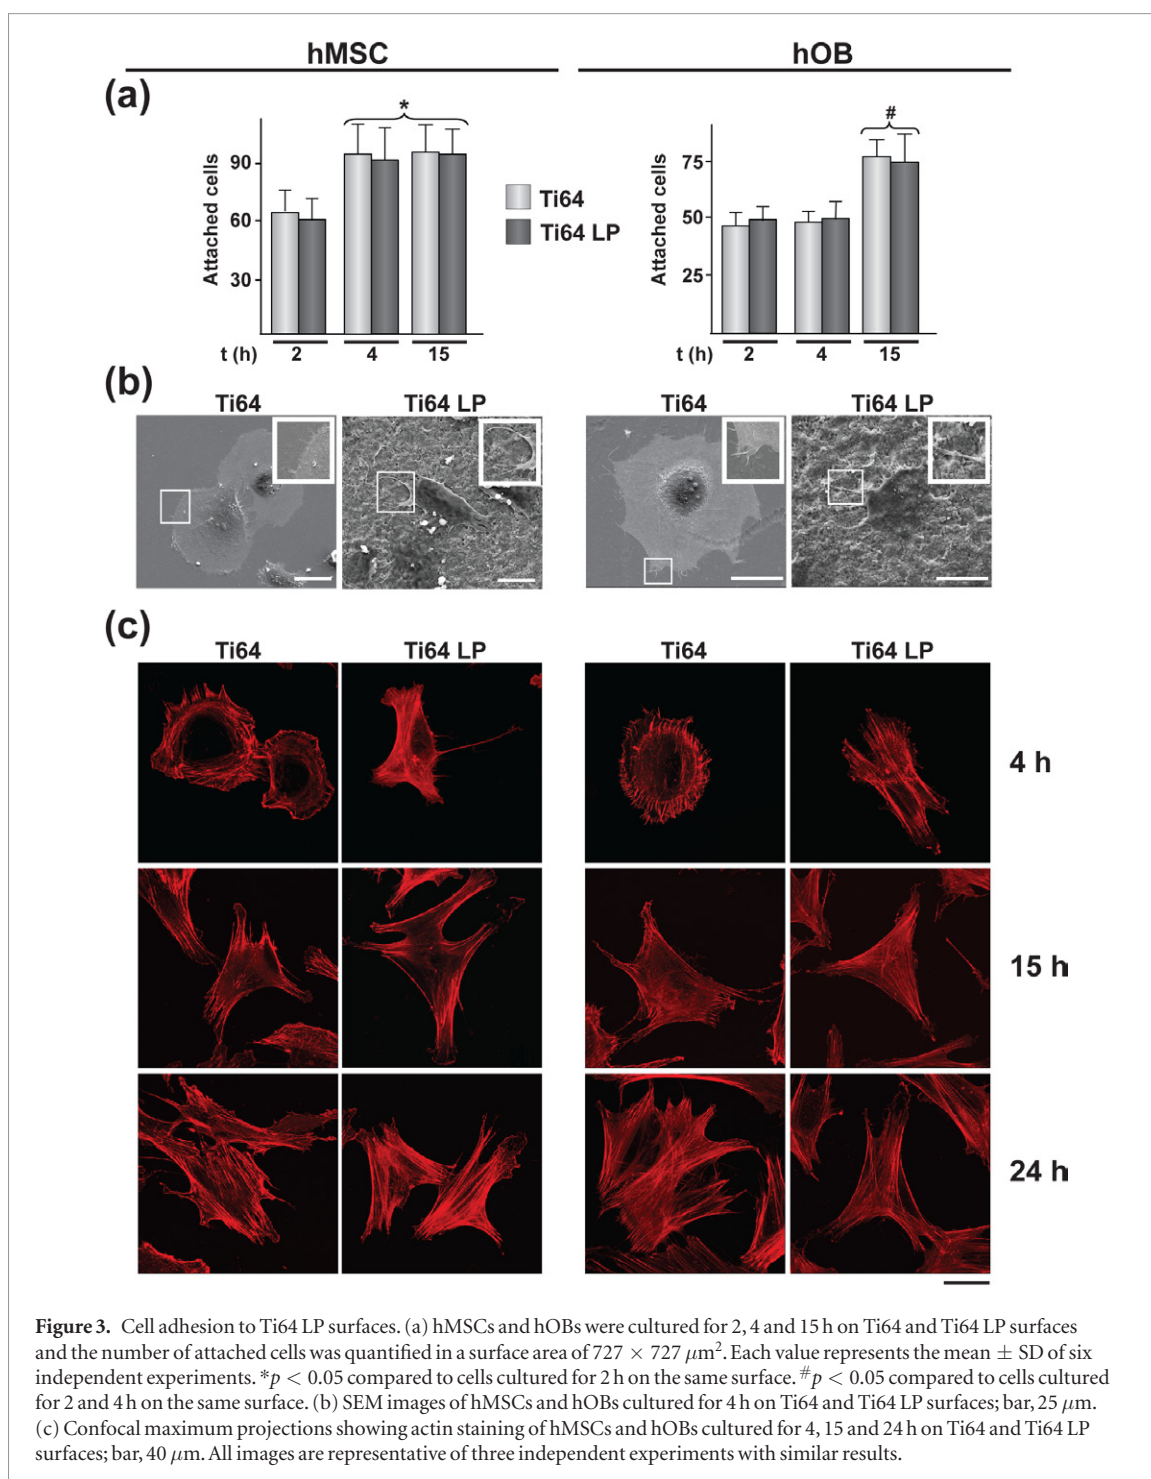 hMSC hOB
(a)
*
#
Attached cells
90
60
30
Ti64
Ti64 LP
Attached cells
75
50
25
t (h) 2 4 15
t (h) 2 4 15
(b)
Ti64 Ti64 LP Ti64 Ti64 LP
(c)
Ti64 Ti64 LP Ti64 Ti64 LP
4 h
15 h
24 h
Figure 3. Cell adhesion to Ti64 LP surfaces. (a) hMSCs and hOBs were cultured for 2, 4 and 15 h on Ti64 and Ti64 LP surfaces
and the number of attached cells was quantified in a surface area of 727 × 727 μm². Each value represents the mean ± SD of six
independent experiments. *p < 0.05 compared to cells cultured for 2 h on the same surface. #p < 0.05 compared to cells cultured
for 2 and 4 h on the same surface. (b) SEM images of hMSCs and hOBs cultured for 4 h on Ti64 and Ti64 LP surfaces; bar, 25 μm.
(c) Confocal maximum projections showing actin staining of hMSCs and hOBs cultured for 4, 15 and 24 h on Ti64 and Ti64 LP
surfaces; bar, 40 μm. All images are representative of three independent experiments with similar results.